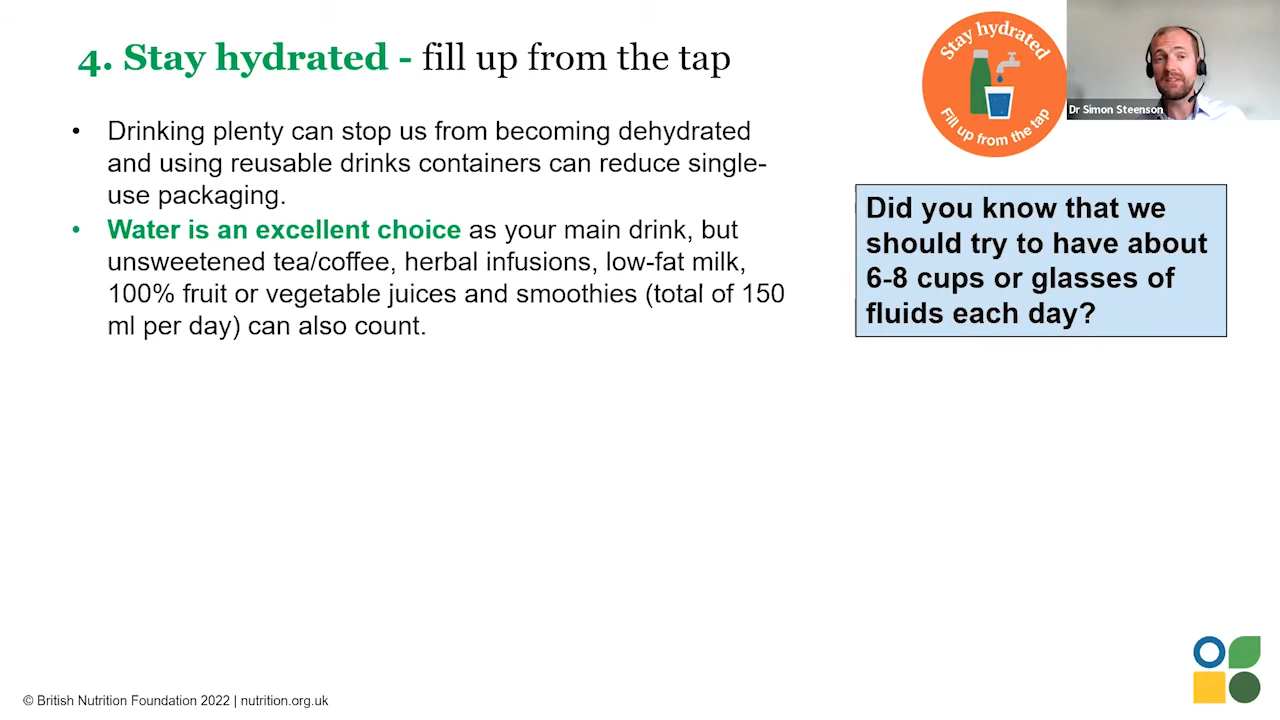 4. Stay hydrated - fill up from the tap
Stay hydrated
Fill up from the tap
Dr Simon Steenson
• Drinking plenty can stop us from becoming dehydrated
and using reusable drinks containers can reduce single-
use packaging.
• Water is an excellent choice as your main drink, but
unsweetened tea/coffee, herbal infusions, low-fat milk,
100% fruit or vegetable juices and smoothies (total of 150
ml per day) can also count.
Did you know that we
should try to have about
6-8 cups or glasses of
fluids each day?
© British Nutrition Foundation 2022 | nutrition.org.uk